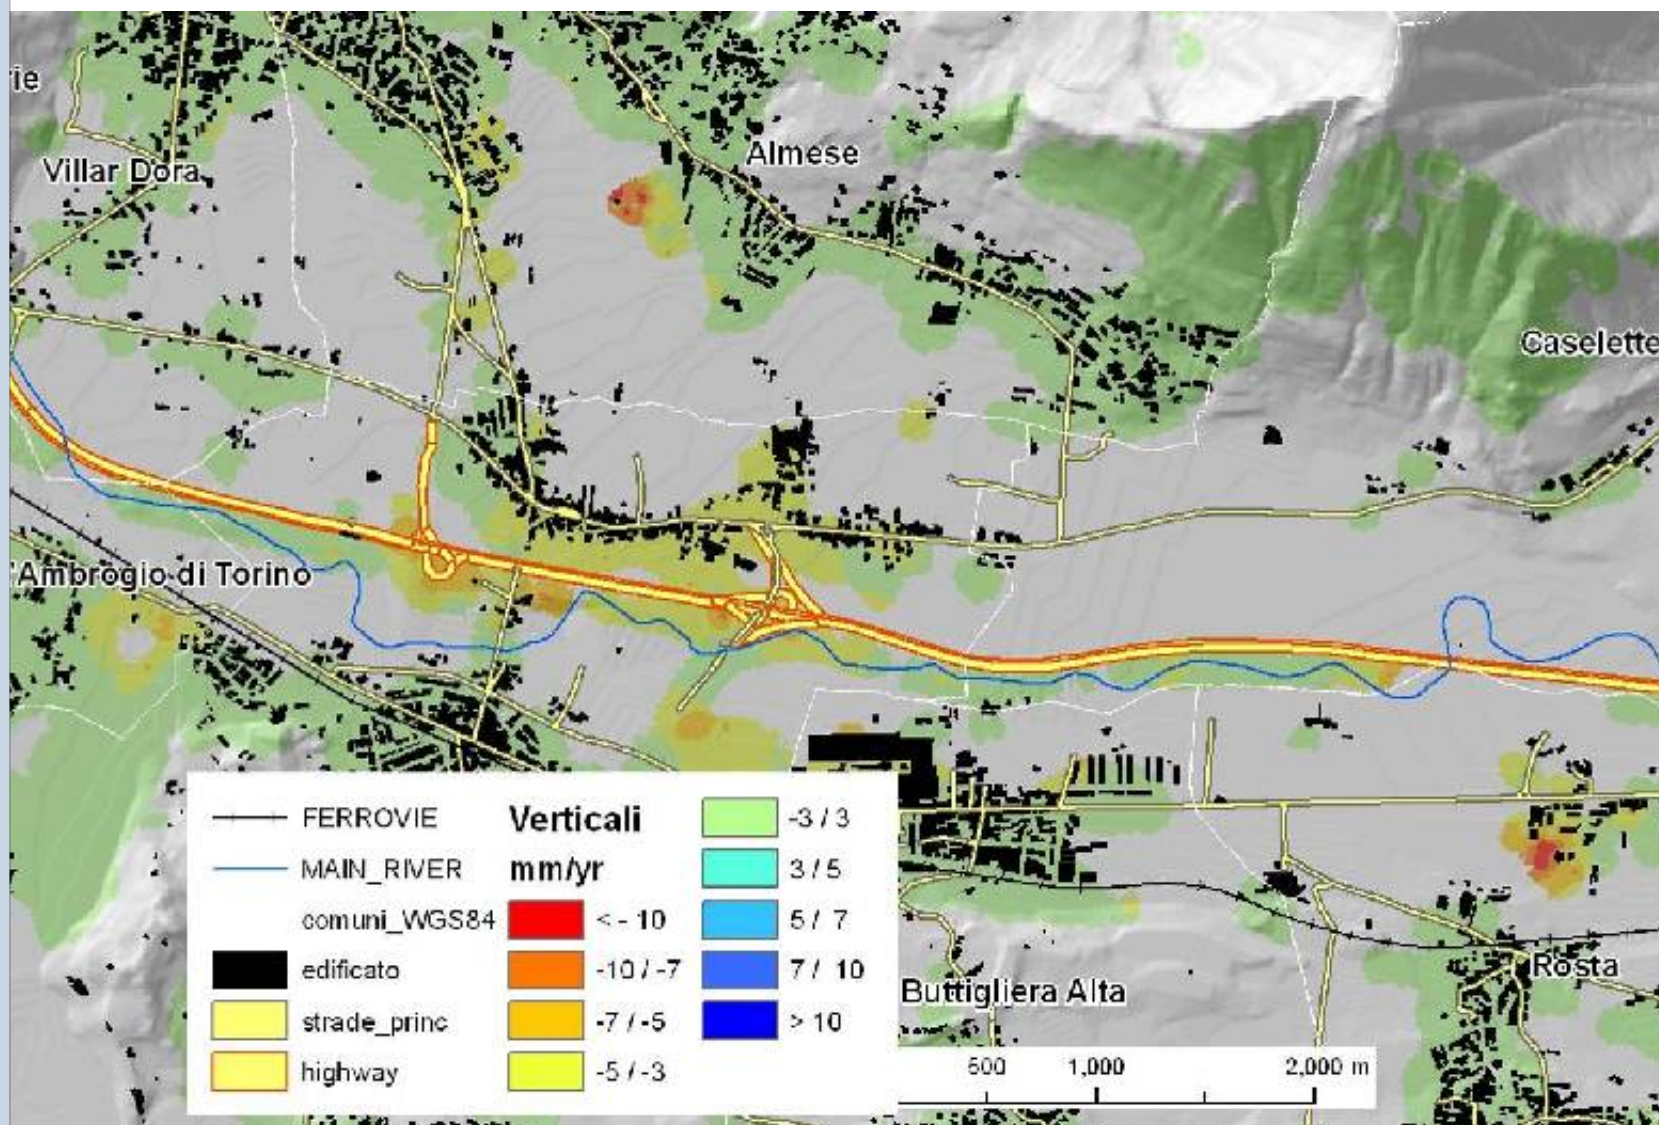 rie
Almese
Villar Dora
Caselette
'Ambrogio di Torino
FERROVIE
MAIN_RIVER
comuni_WGS84
edificato
strade_princ
highway
Verticali
mm/yr
< - 10
-10 / -7
-7 / -5
-5 / -3
-3 / 3
3 / 5
5 / 7
7 / 10
> 10
Rosta
Buttigliera Alta
500 1,000 2,000 m